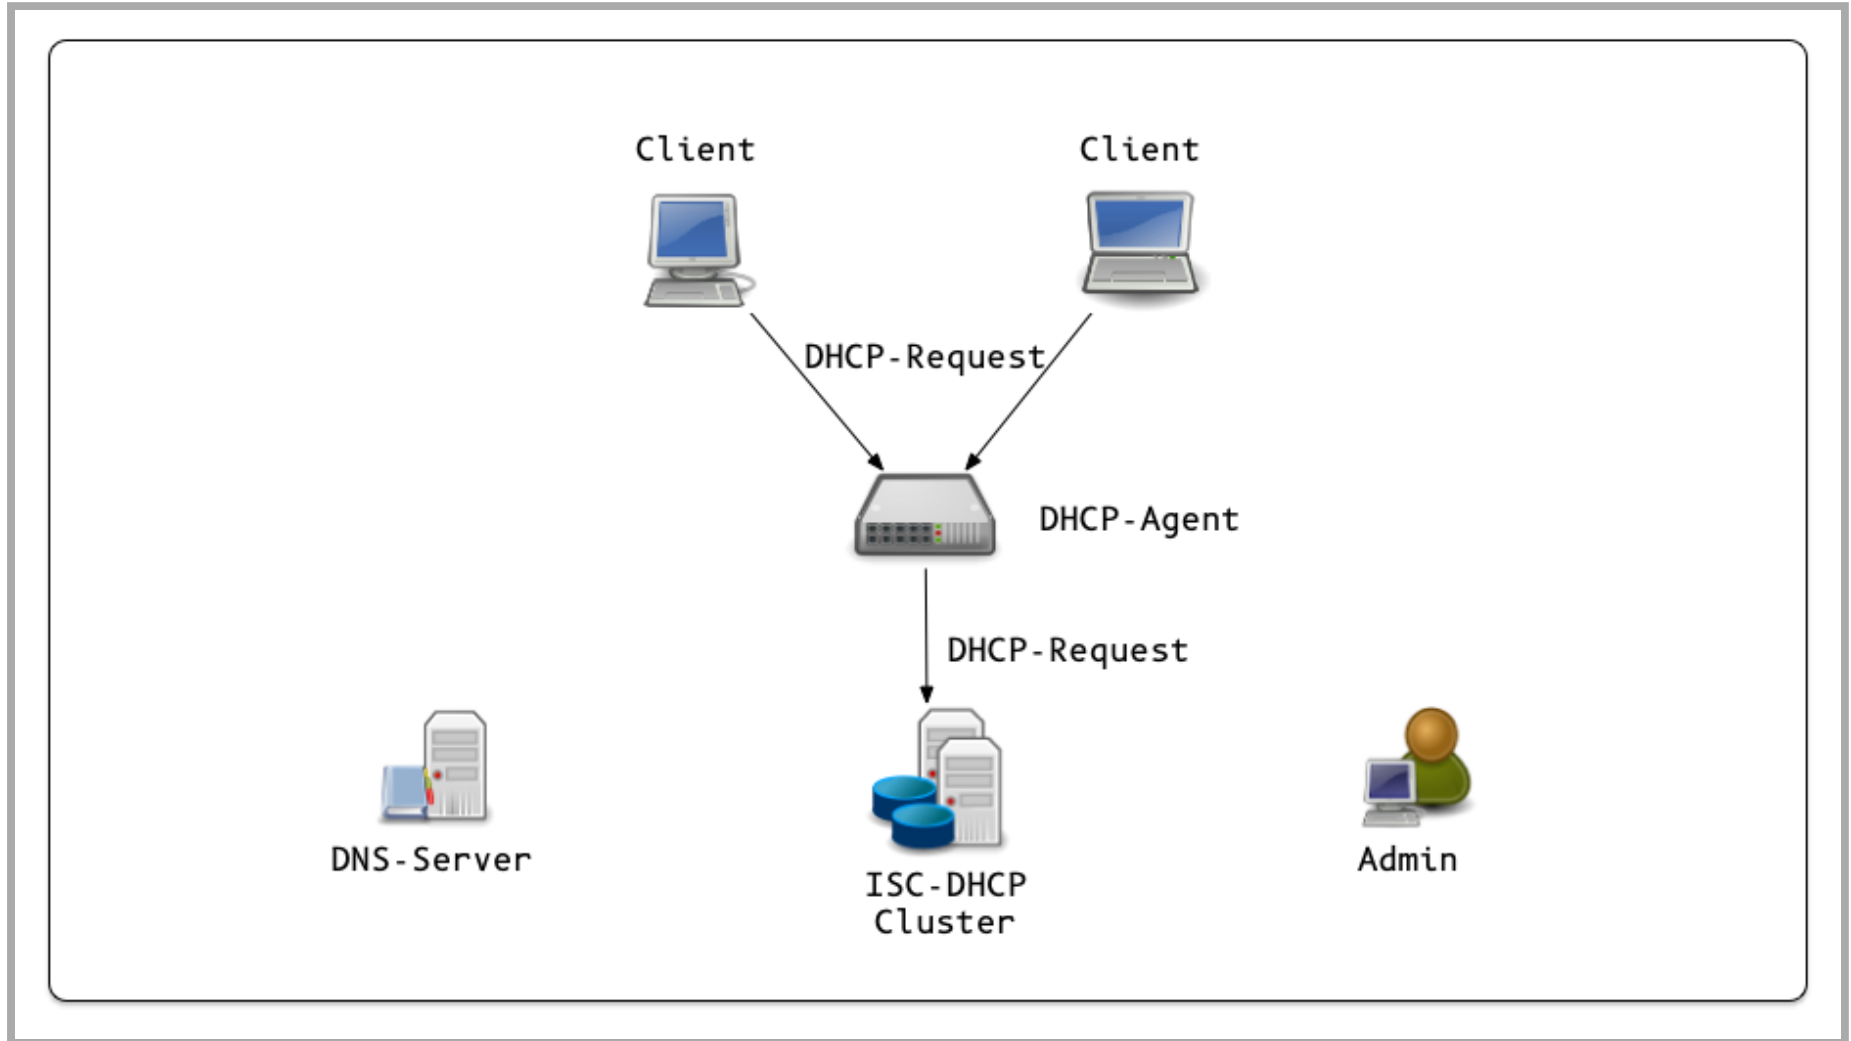 Client
Client
DHCP-Request
DHCP-Agent
DHCP-Request
DNS-Server
ISC-DHCP
Cluster
Admin